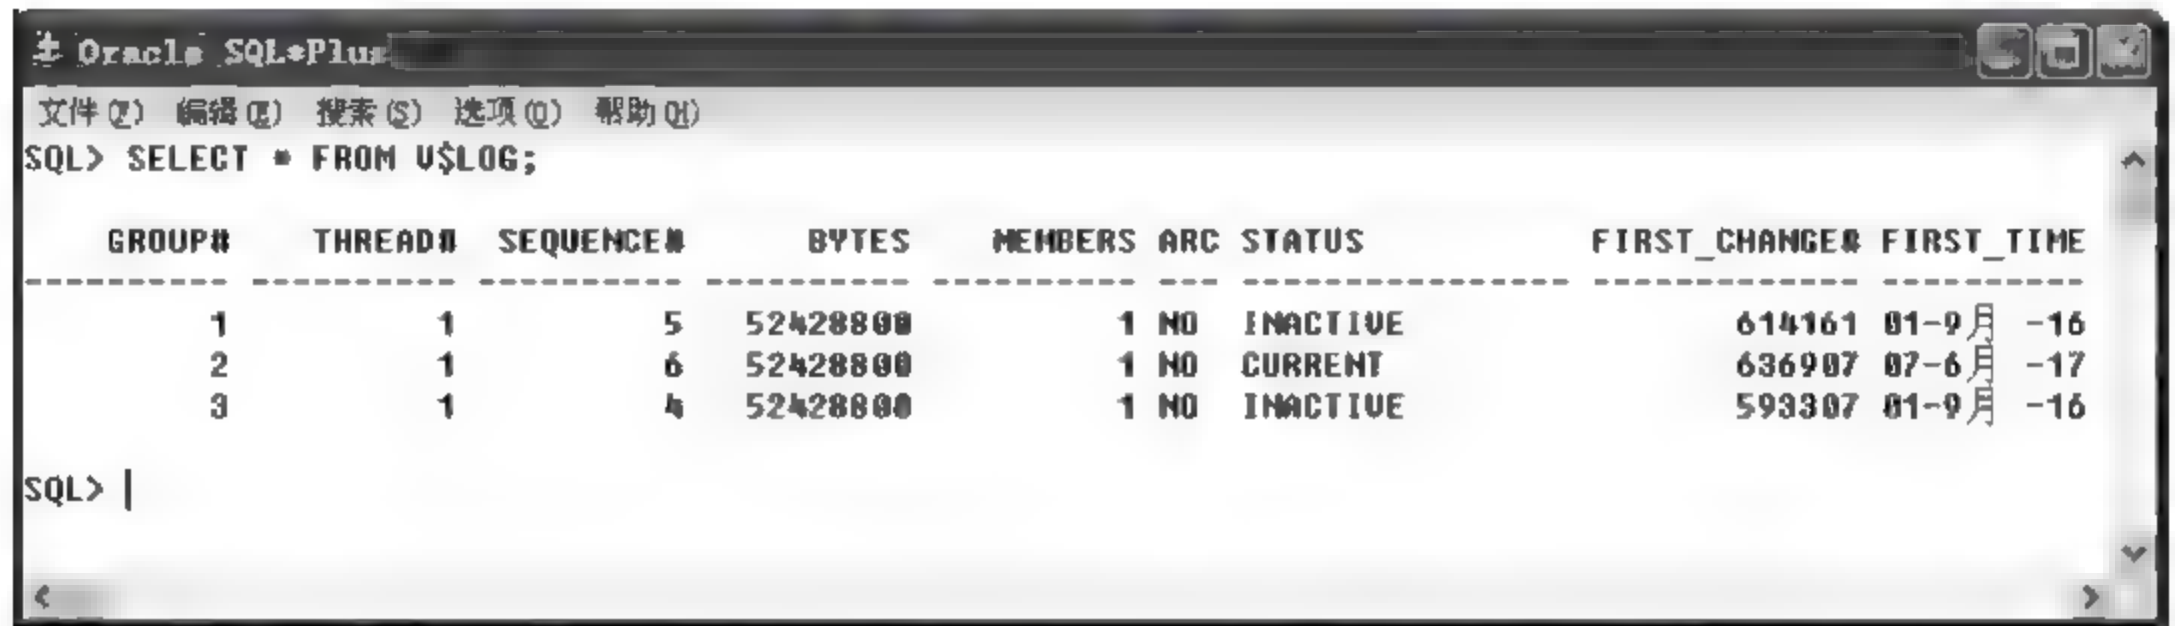 Oracle SQL*Plus
文件(F) 编辑(E) 搜索(S) 选项(O) 帮助(H)
SQL> SELECT * FROM V$LOG;
GROUP# THREAD# SEQUENCE# BYTES MEMBERS ARC STATUS FIRST_CHANGE# FIRST_TIME
---------- ---------- ---------- ---------- ---------- --- ---------------- ------------- ----------
1 1 5 52428800 1 NO INACTIVE 614161 01-9月 -16
2 1 6 52428800 1 NO CURRENT 636907 07-6月 -17
3 1 4 52428800 1 NO INACTIVE 593307 01-9月 -16
SQL>